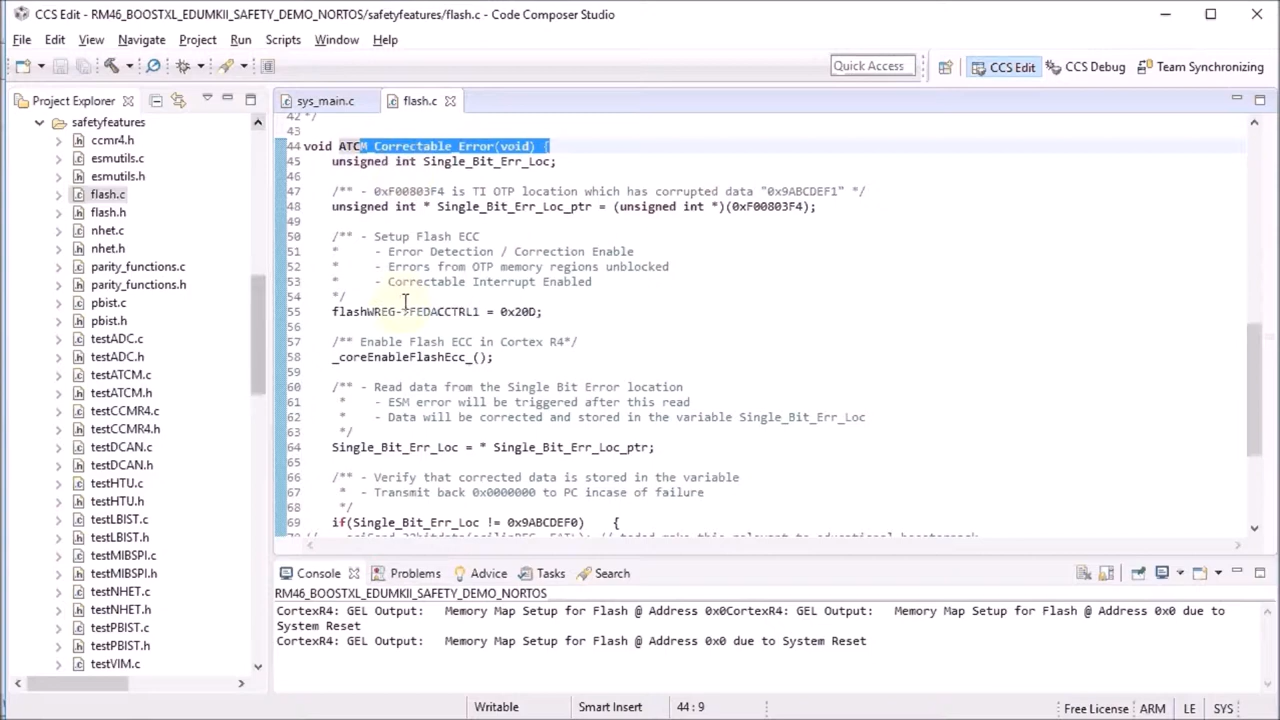 CCS Edit - RM46_BOOSTXL_EDUMKII_SAFETY_DEMO_NORTOS/safetyfeatures/flash.c - Code Composer Studio
File Edit View Navigate Project Run Scripts Window Help
Quick Access
CCS Edit
CCS Debug
Team Synchronizing
Project Explorer
safetyfeatures
.h ccmr4.h
.c esmutils.c
.h esmutils.h
.c flash.c
.h flash.h
.c nhet.c
.h nhet.h
.c parity_functions.c
.h parity_functions.h
.c pbist.c
.h pbist.h
.c testADC.c
.h testADC.h
.c testATCM.c
.h testATCM.h
.c testCCMR4.c
.h testCCMR4.h
.c testDCAN.c
.h testDCAN.h
.c testHTU.c
.h testHTU.h
.c testLBIST.c
.h testLBIST.h
.c testMIBSPI.c
.h testMIBSPI.h
.c testNHET.c
.h testNHET.h
.c testPBIST.c
.h testPBIST.h
.c testVIM.c
.c sys_main.c
.c flash.c
42 */
43
44 void ATCM_Correctable_Error(void) {
45 unsigned int Single_Bit_Err_Loc;
46
47 /** - 0xF00803F4 is TI OTP location which has corrupted data "0x9ABCDEF1" */
48 unsigned int * Single_Bit_Err_Loc_ptr = (unsigned int *)(0xF00803F4);
49
50 /** - Setup Flash ECC
51 * - Error Detection / Correction Enable
52 * - Errors from OTP memory regions unblocked
53 * - Correctable Interrupt Enabled
54 */
55 flashWREG->FEDACCTRL1 = 0x20D;
56
57 /** Enable Flash ECC in Cortex R4*/
58 _coreEnableFlashEcc_();
59
60 /** - Read data from the Single Bit Error location
61 * - ESM error will be triggered after this read
62 * - Data will be corrected and stored in the variable Single_Bit_Err_Loc
63 */
64 Single_Bit_Err_Loc = * Single_Bit_Err_Loc_ptr;
65
66 /** - Verify that corrected data is stored in the variable
67 * - Transmit back 0x0000000 to PC incase of failure
68 */
69 if(Single_Bit_Err_Loc != 0x9ABCDEF0) {
Console
Problems
Advice
Tasks
Search
RM46_BOOSTXL_EDUMKII_SAFETY_DEMO_NORTOS
CortexR4: GEL Output: Memory Map Setup for Flash @ Address 0x0CortexR4: GEL Output: Memory Map Setup for Flash @ Address 0x0 due to
System Reset
CortexR4: GEL Output: Memory Map Setup for Flash @ Address 0x0 due to System Reset
Writable
Smart Insert
44 : 9
Free License
ARM
LE
SYS